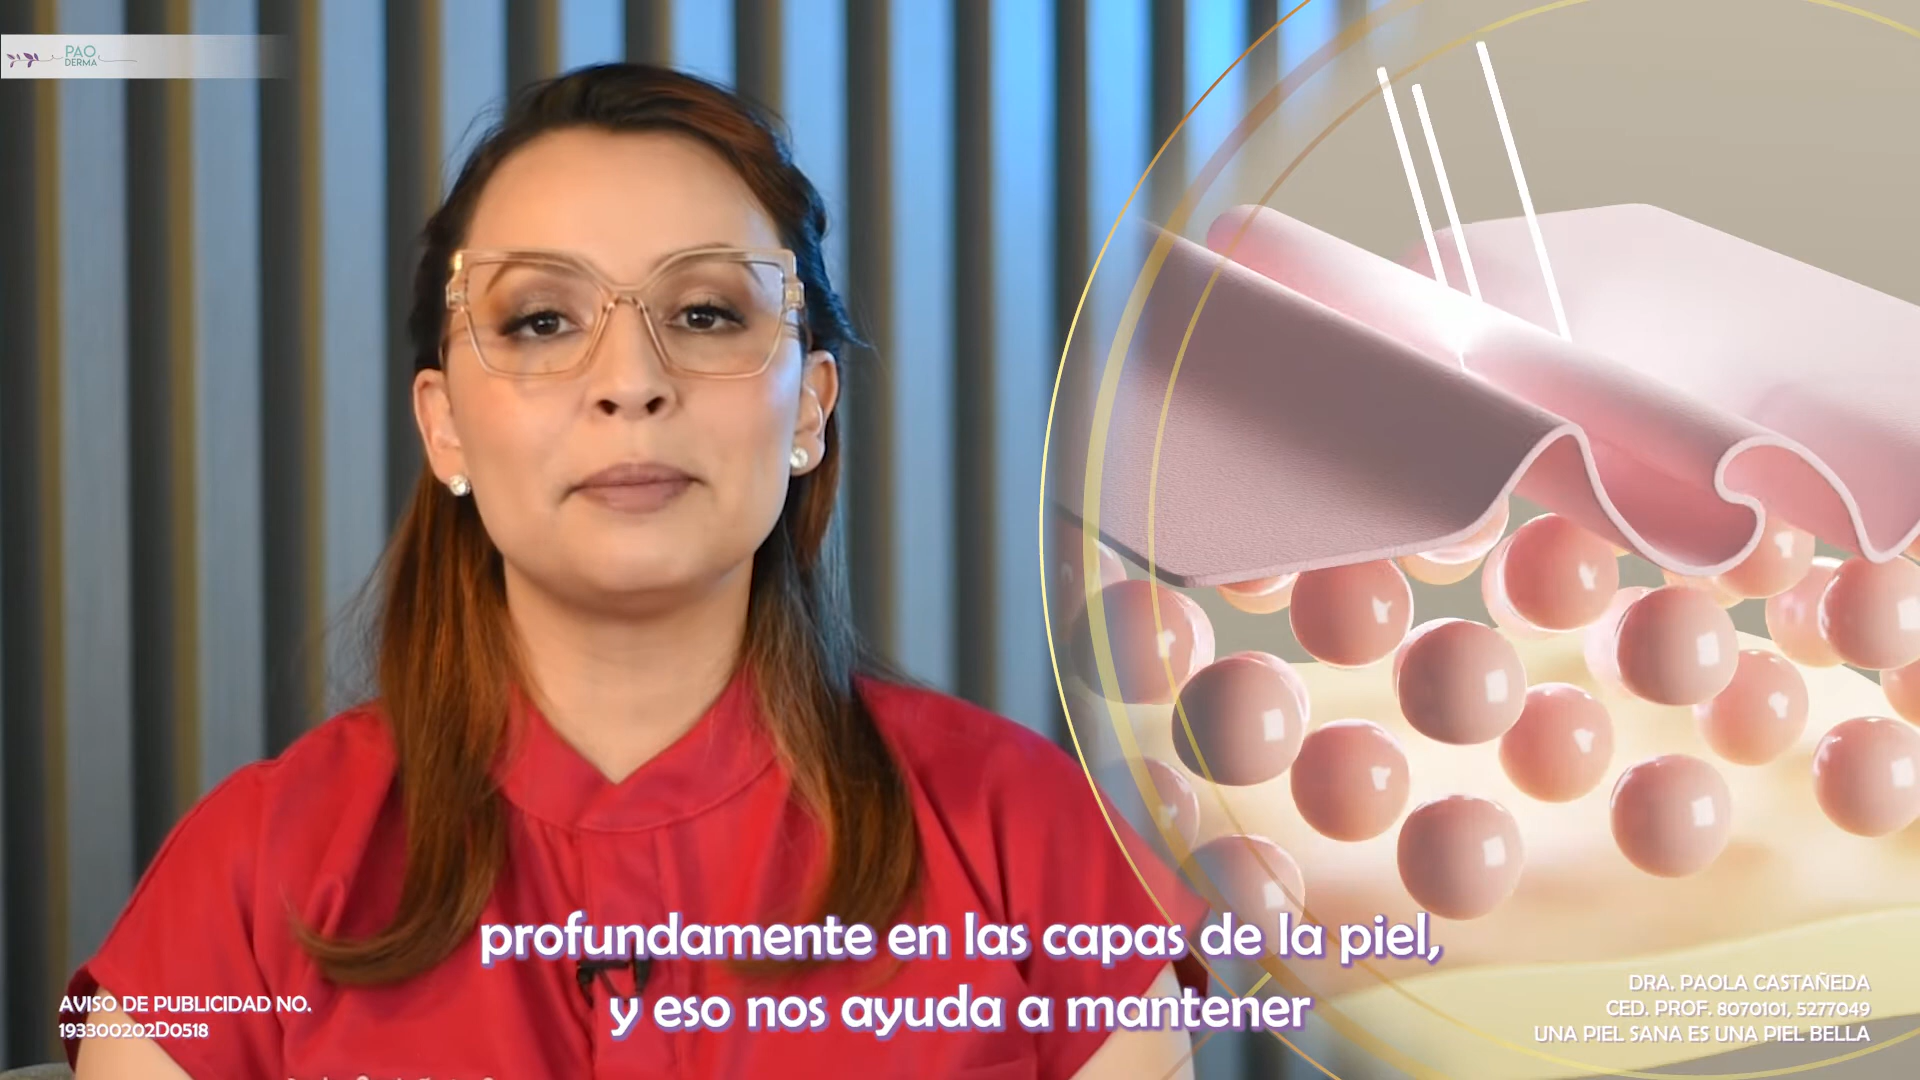 PAO
DERMA
profundamente en las capas de la piel,
y eso nos ayuda a mantener
AVISO DE PUBLICIDAD NO.
193300202D0518
DRA. PAOLA CASTAÑEDA
CED. PROF. 8070101, 5277049
UNA PIEL SANA ES UNA PIEL BELLA